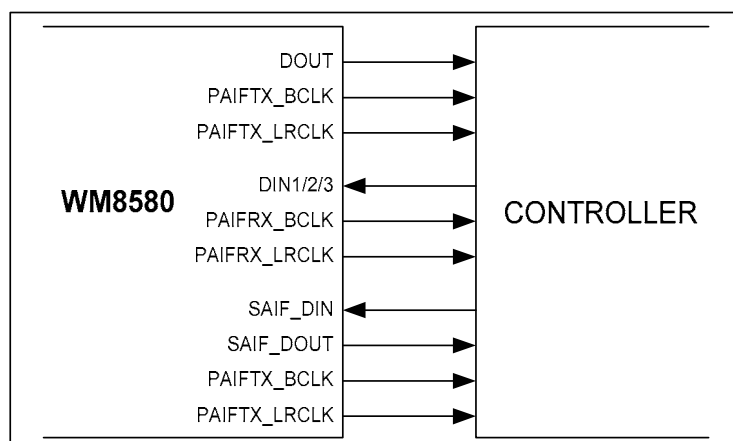 DOUT
PAIFTX_BCLK
PAIFTX_LRCLK
DIN1/2/3
WM8580
CONTROLLER
PAIFRX_BCLK
PAIFRX_LRCLK
SAIF_DIN
SAIF_DOUT
PAIFTX_BCLK
PAIFTX_LRCLK